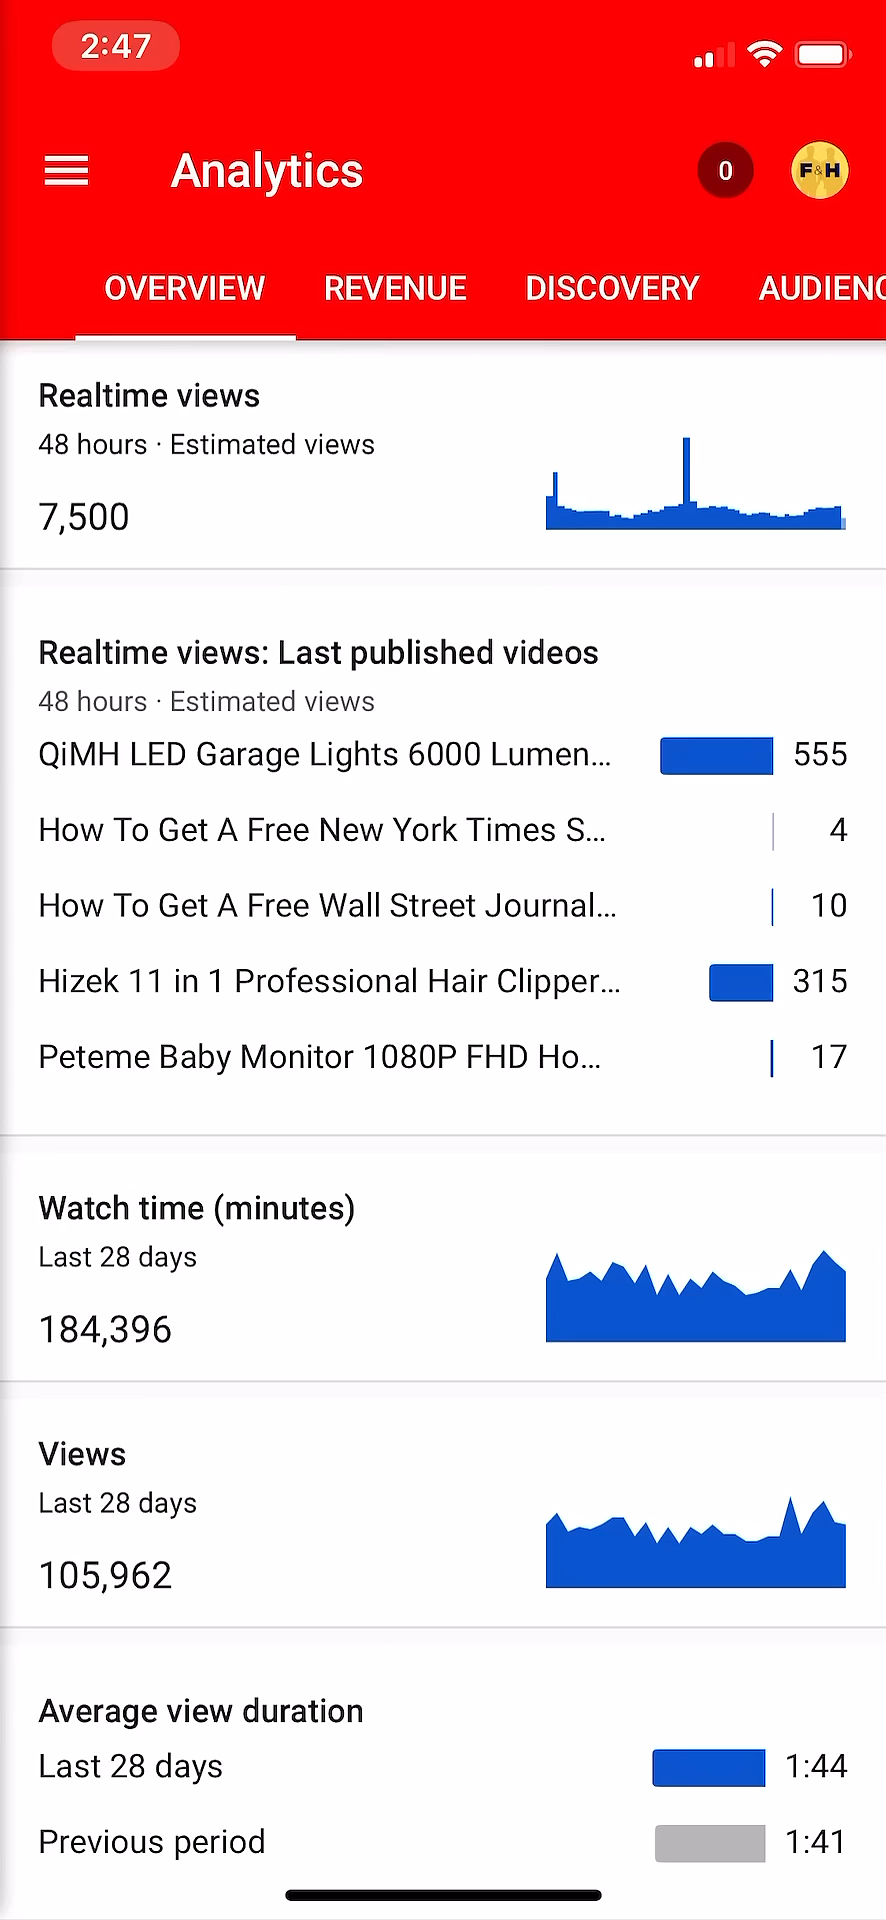 2:47
Analytics
0
F&H
OVERVIEW REVENUE DISCOVERY AUDIENC
Realtime views
48 hours · Estimated views
7,500
Realtime views: Last published videos
48 hours · Estimated views
QiMH LED Garage Lights 6000 Lumen... 555
How To Get A Free New York Times S... 4
How To Get A Free Wall Street Journal... 10
Hizek 11 in 1 Professional Hair Clipper... 315
Peteme Baby Monitor 1080P FHD Ho... 17
Watch time (minutes)
Last 28 days
184,396
Views
Last 28 days
105,962
Average view duration
Last 28 days 1:44
Previous period 1:41